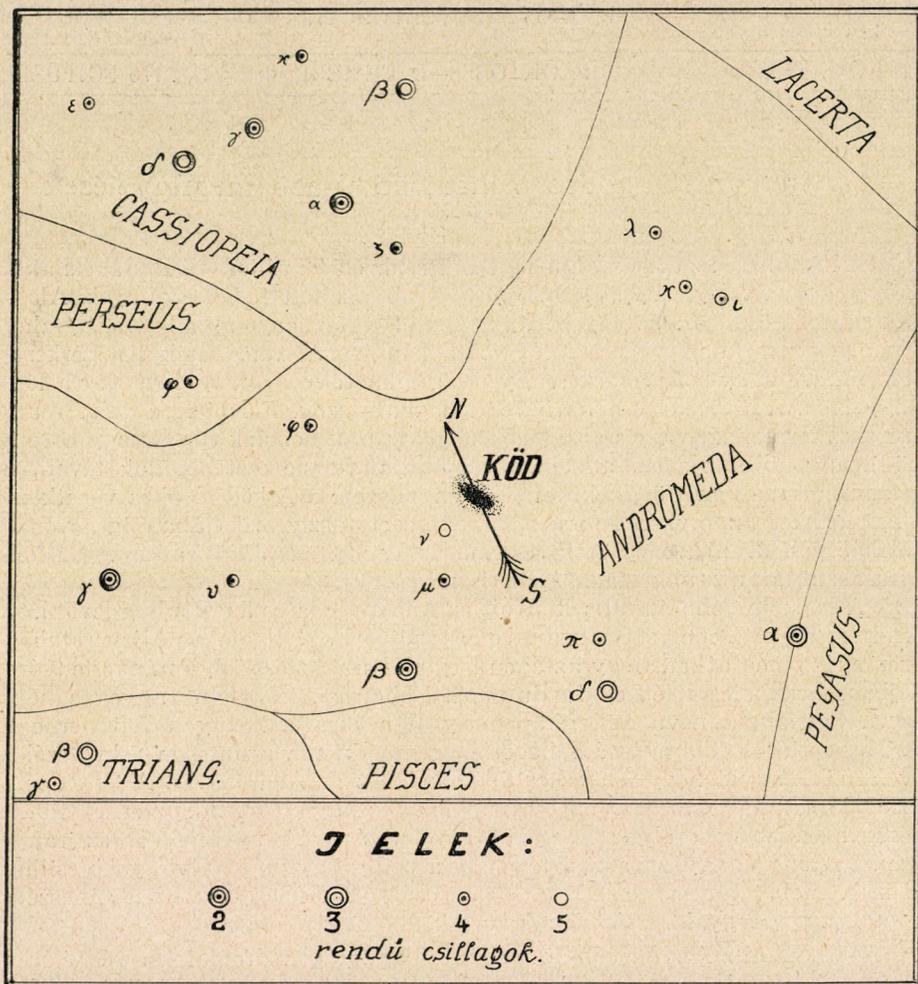 ϰ
β
ε
γ
δ
α
ξ
CASSIOPEIA
LACERTA
λ
ϰ
ι
PERSEUS
φ
φ
N
KÖD
ν
ANDROMEDA
γ
υ
μ
S
π
α
β
δ
PEGASUS
β
TRIANG.
PISCES
γ
JELEK:
2 3 4 5
rendű csillagok.